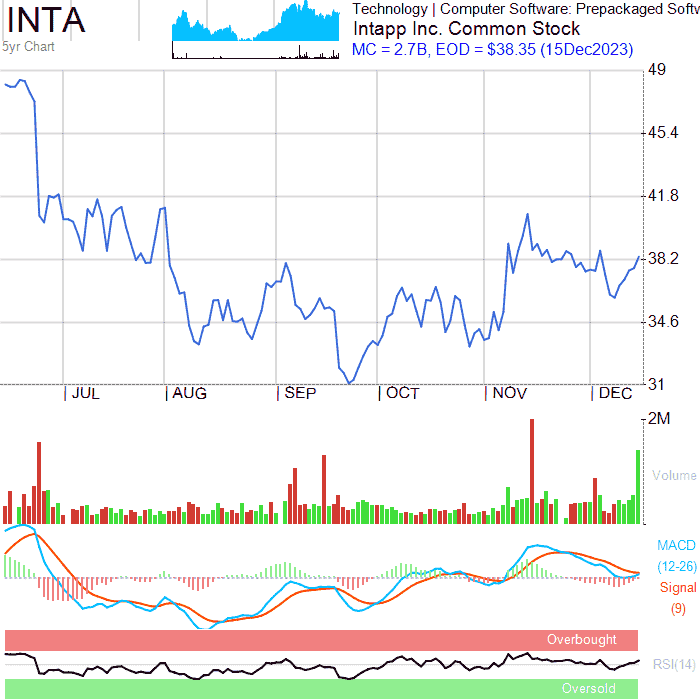 INTA
5yr Chart
Technology | Computer Software: Prepackaged Softw
Intapp Inc. Common Stock
MC = 2.7B, EOD = $38.35 (15Dec2023)
49
45.4
41.8
38.2
34.6
31
JUL AUG SEP OCT NOV DEC
2M
Volume
MACD
(12-26)
Signal
(9)
Overbought
RSI(14)
Oversold